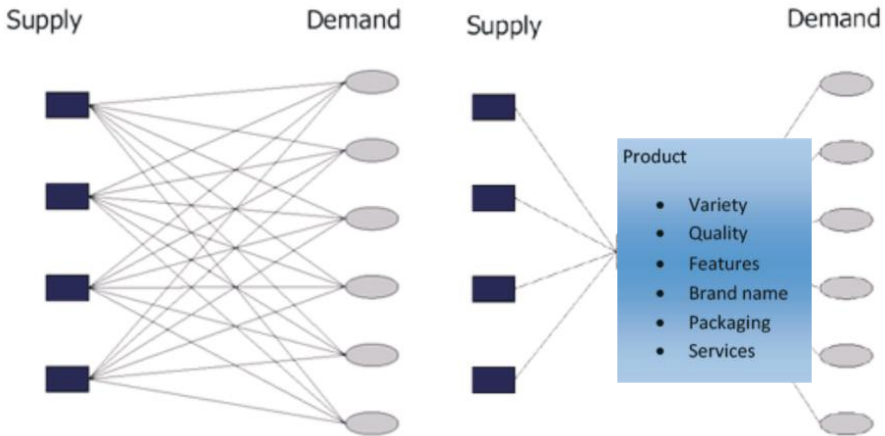 Supply
Demand
Supply
Demand
Product
• Variety
• Quality
• Features
• Brand name
• Packaging
• Services